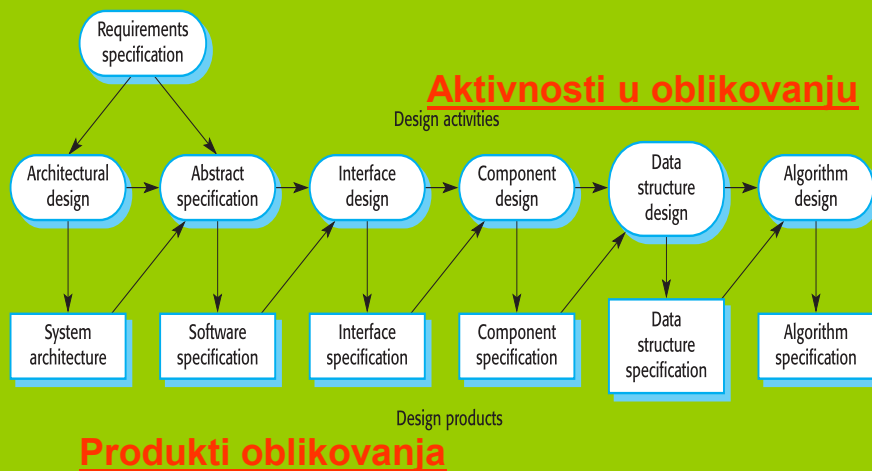 Requirements
specification
Aktivnosti u oblikovanju
Design activities
Architectural
design
Abstract
specification
Interface
design
Component
design
Data
structure
design
Algorithm
design
System
architecture
Software
specification
Interface
specification
Component
specification
Data
structure
specification
Algorithm
specification
Design products
Produkti oblikovanja